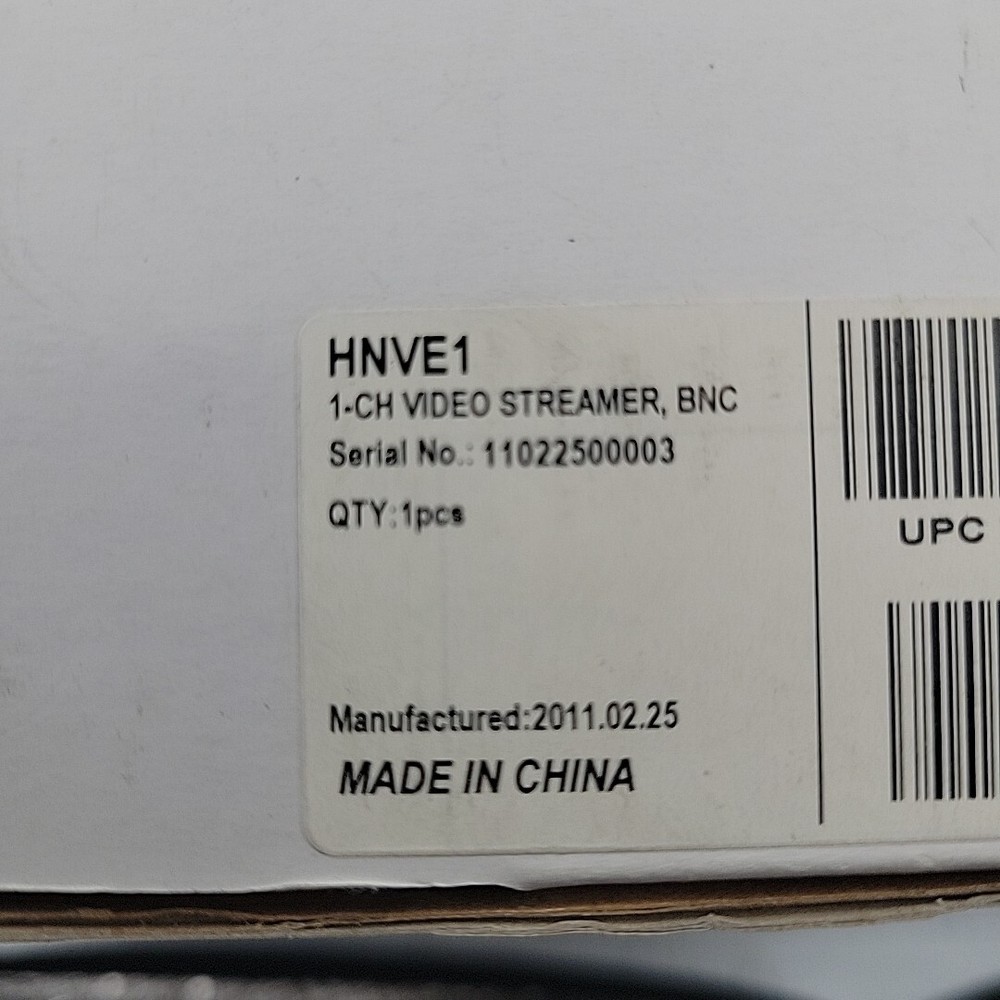 HNVE1
1-CH VIDEO STREAMER, BNC
Serial No.: 11022500003
QTY:1pcs
Manufactured:2011.02.25
MADE IN CHINA
UPC